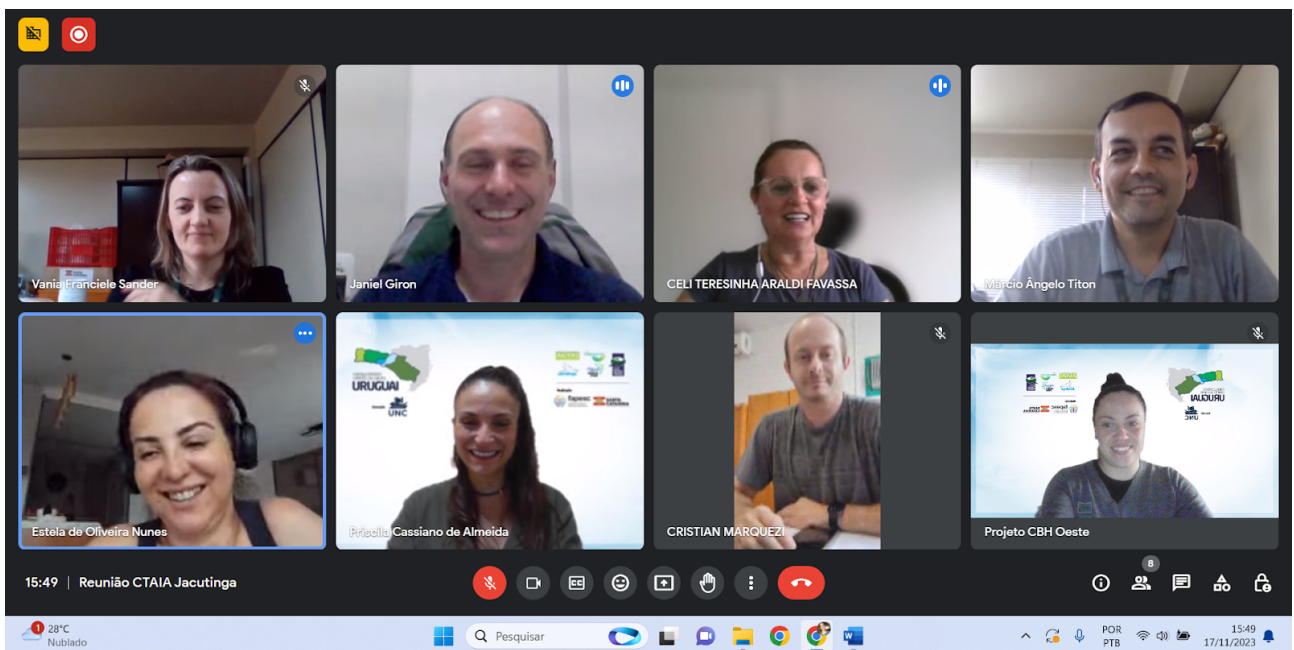 Vania Franciele Sander
Janiel Giron
CELI TERESINHA ARALDI FAVASSA
Márcio Ângelo Titon
URUGUAI
UNC
fapesc
SANTA CATARINA
Estela de Oliveira Nunes
Priscila Cassiano de Almeida
CRISTIAN MARQUEZI
URUGUAI
UNC
Projeto CBH Oeste
15:49 | Reunião CTAIA Jacutinga
CC
8
1
28°C
Nublado
Pesquisar
W
POR
PTB
15:49
17/11/2023